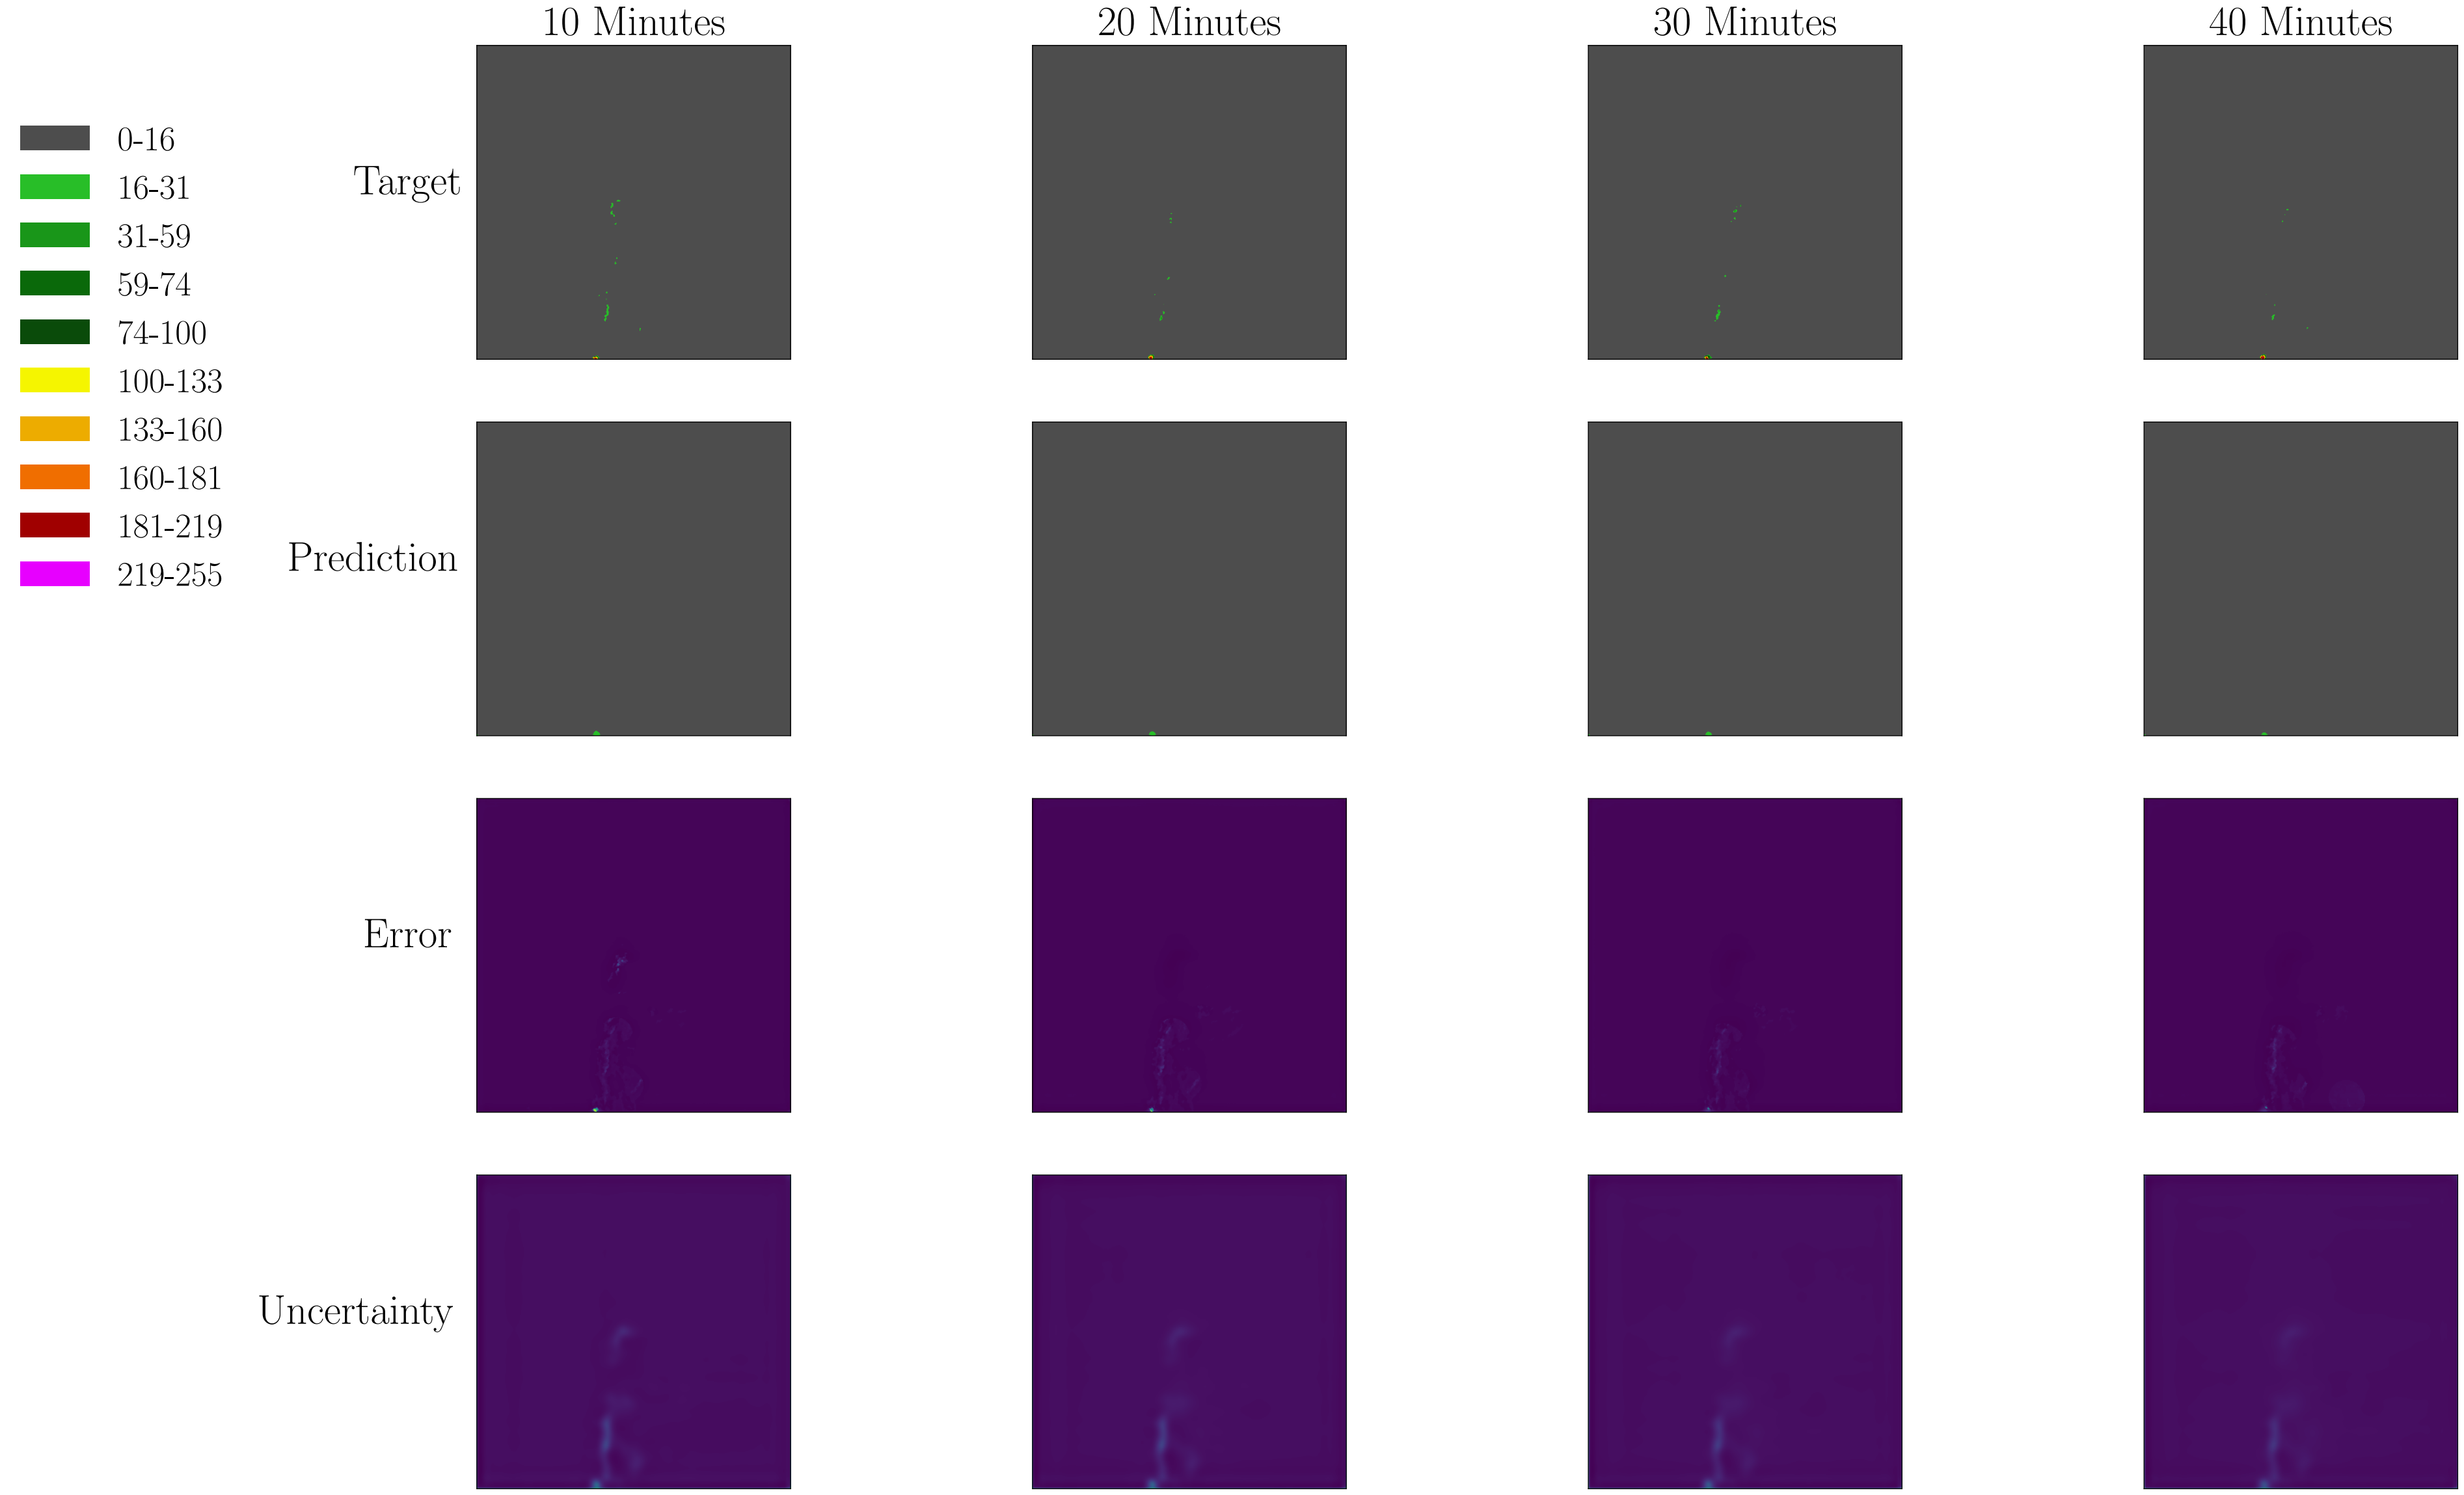 10 Minutes
20 Minutes
30 Minutes
40 Minutes
0-16
16-31
31-59
59-74
74-100
100-133
133-160
160-181
181-219
219-255
Target
Prediction
Error
Uncertainty